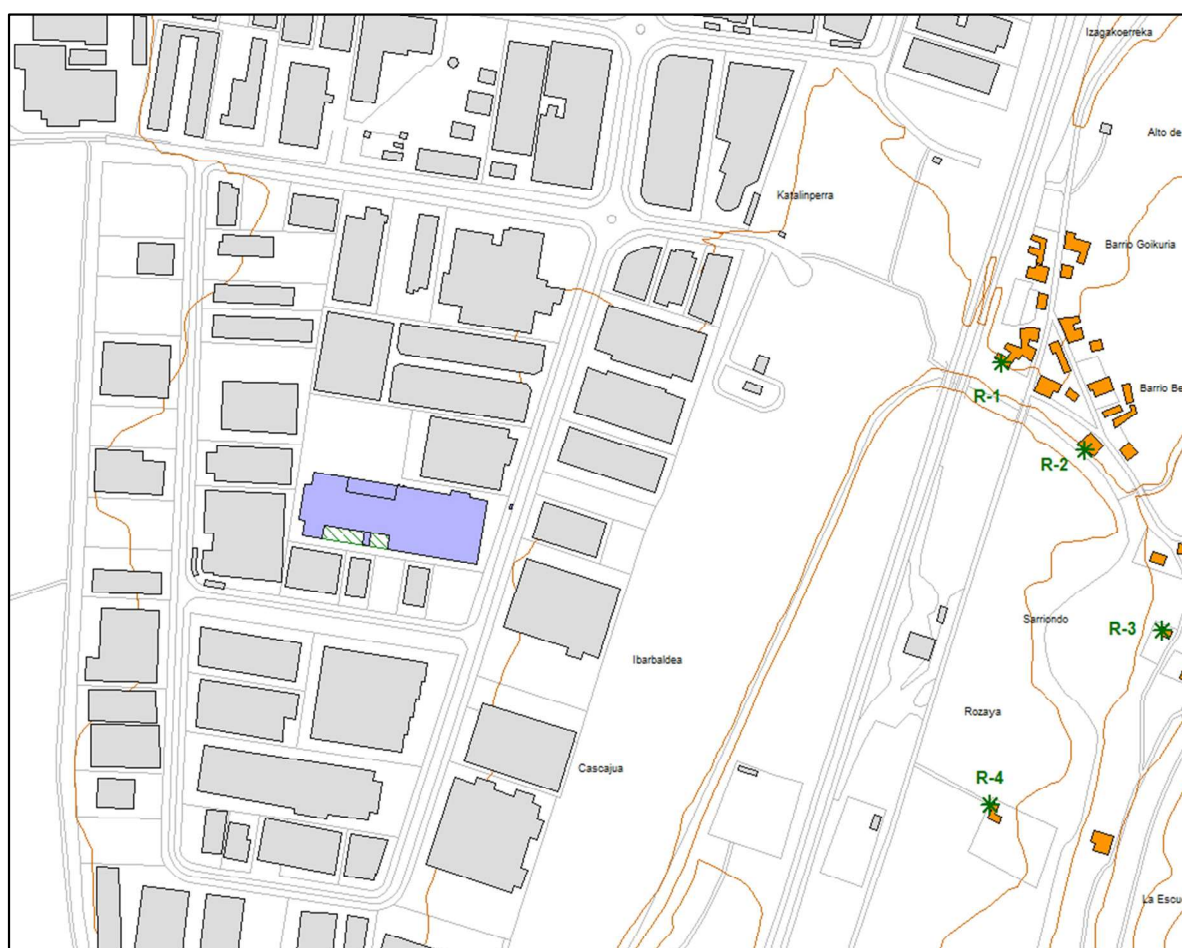 Izagakoerreka
Alto de
Katalinperra
Barrio Goikuria
R-1
Barrio Be
R-2
Sarriondo
R-3
Ibarbaldea
Rozaya
Cascajua
R-4
La Escu